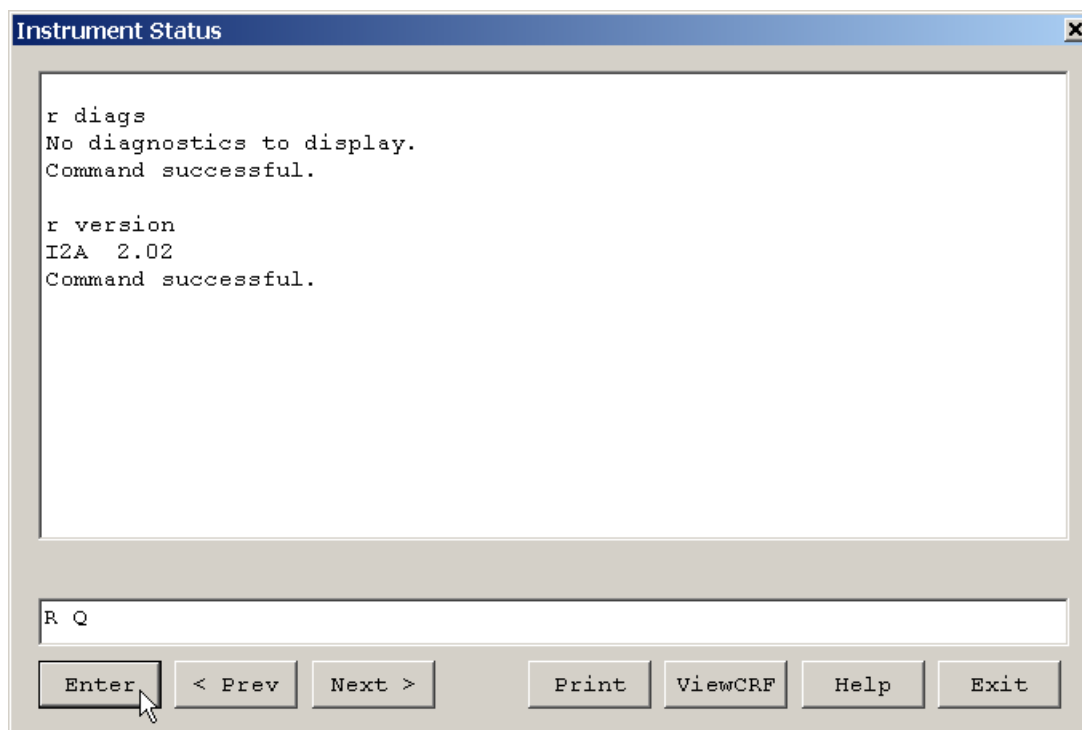 Instrument Status
r diags
No diagnostics to display.
Command successful.
r version
I2A  2.02
Command successful.
R Q
Enter < Prev Next > Print ViewCRF Help Exit